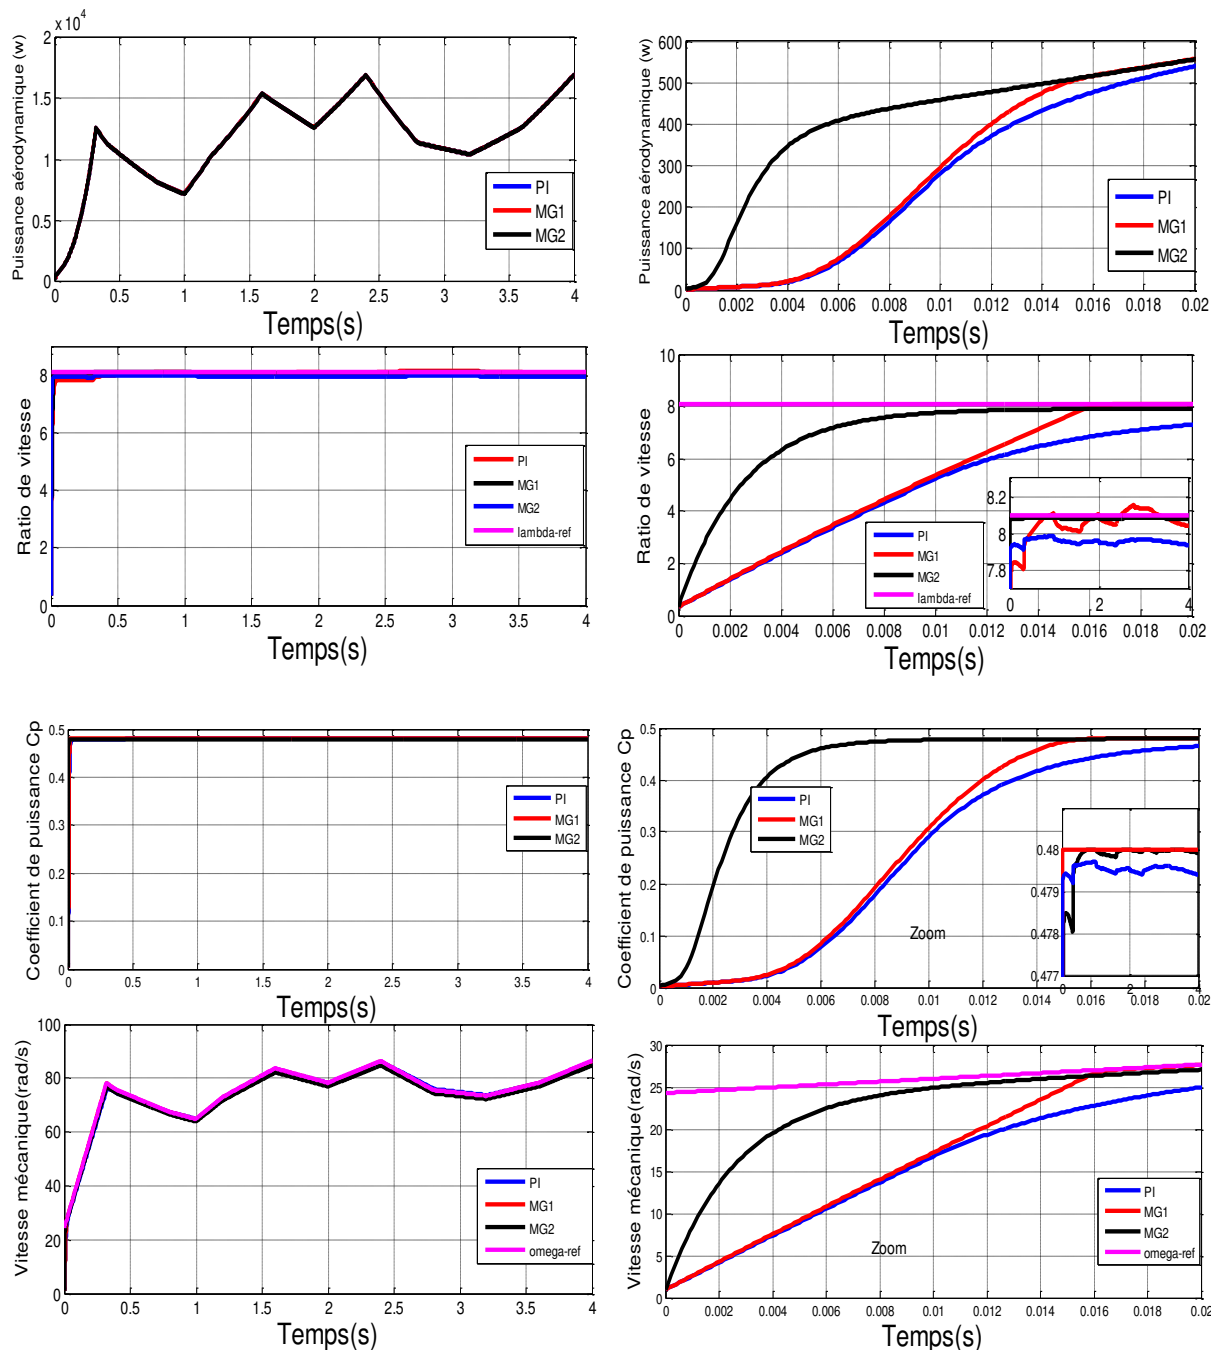 x 10⁴
Puissance aérodynamique (w)
2
1.5
1
0.5
0
0 0.5 1 1.5 2 2.5 3 3.5 4
Temps(s)
PI
MG1
MG2
Puissance aérodynamique (w)
600
500
400
300
200
100
0
0 0.002 0.004 0.006 0.008 0.01 0.012 0.014 0.016 0.018 0.02
Temps(s)
PI
MG1
MG2
Ratio de vitesse
8
6
4
2
0
0 0.5 1 1.5 2 2.5 3 3.5 4
Temps(s)
PI
MG1
MG2
lambda-ref
Ratio de vitesse
10
8
6
4
2
0
0 0.002 0.004 0.006 0.008 0.01 0.012 0.014 0.016 0.018 0.02
Temps(s)
PI
MG1
MG2
lambda-ref
8.2
8
7.8
0 2 4
Coefficient de puissance Cp
0.5
0.4
0.3
0.2
0.1
0
0 0.5 1 1.5 2 2.5 3 3.5 4
Temps(s)
PI
MG1
MG2
Coefficient de puissance Cp
0.5
0.4
0.3
0.2
0.1
0
0 0.002 0.004 0.006 0.008 0.01 0.012 0.014 0.016 0.018 0.02
Temps(s)
PI
MG1
MG2
Zoom
0.48
0.479
0.478
0.477
0 2 4
Vitesse mécanique(rad/s)
100
80
60
40
20
0
0 0.5 1 1.5 2 2.5 3 3.5 4
Temps(s)
PI
MG1
MG2
omega-ref
Vitesse mécanique(rad/s)
30
25
20
15
10
5
0
0 0.002 0.004 0.006 0.008 0.01 0.012 0.014 0.016 0.018 0.02
Temps(s)
PI
MG1
MG2
omega-ref
Zoom